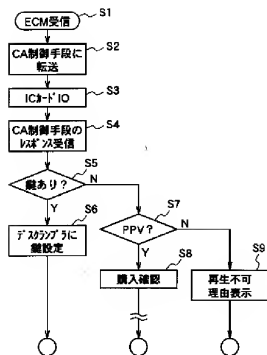 S1
ECM受信
S2
CA制御手段に
転送
S3
ICカードIO
S4
CA制御手段の
レスポンス受信
S5
鍵あり？
N
Y
S6
デスクランブラに
鍵設定
S7
PPV？
N
Y
S8
購入確認
S9
再生不可
理由表示